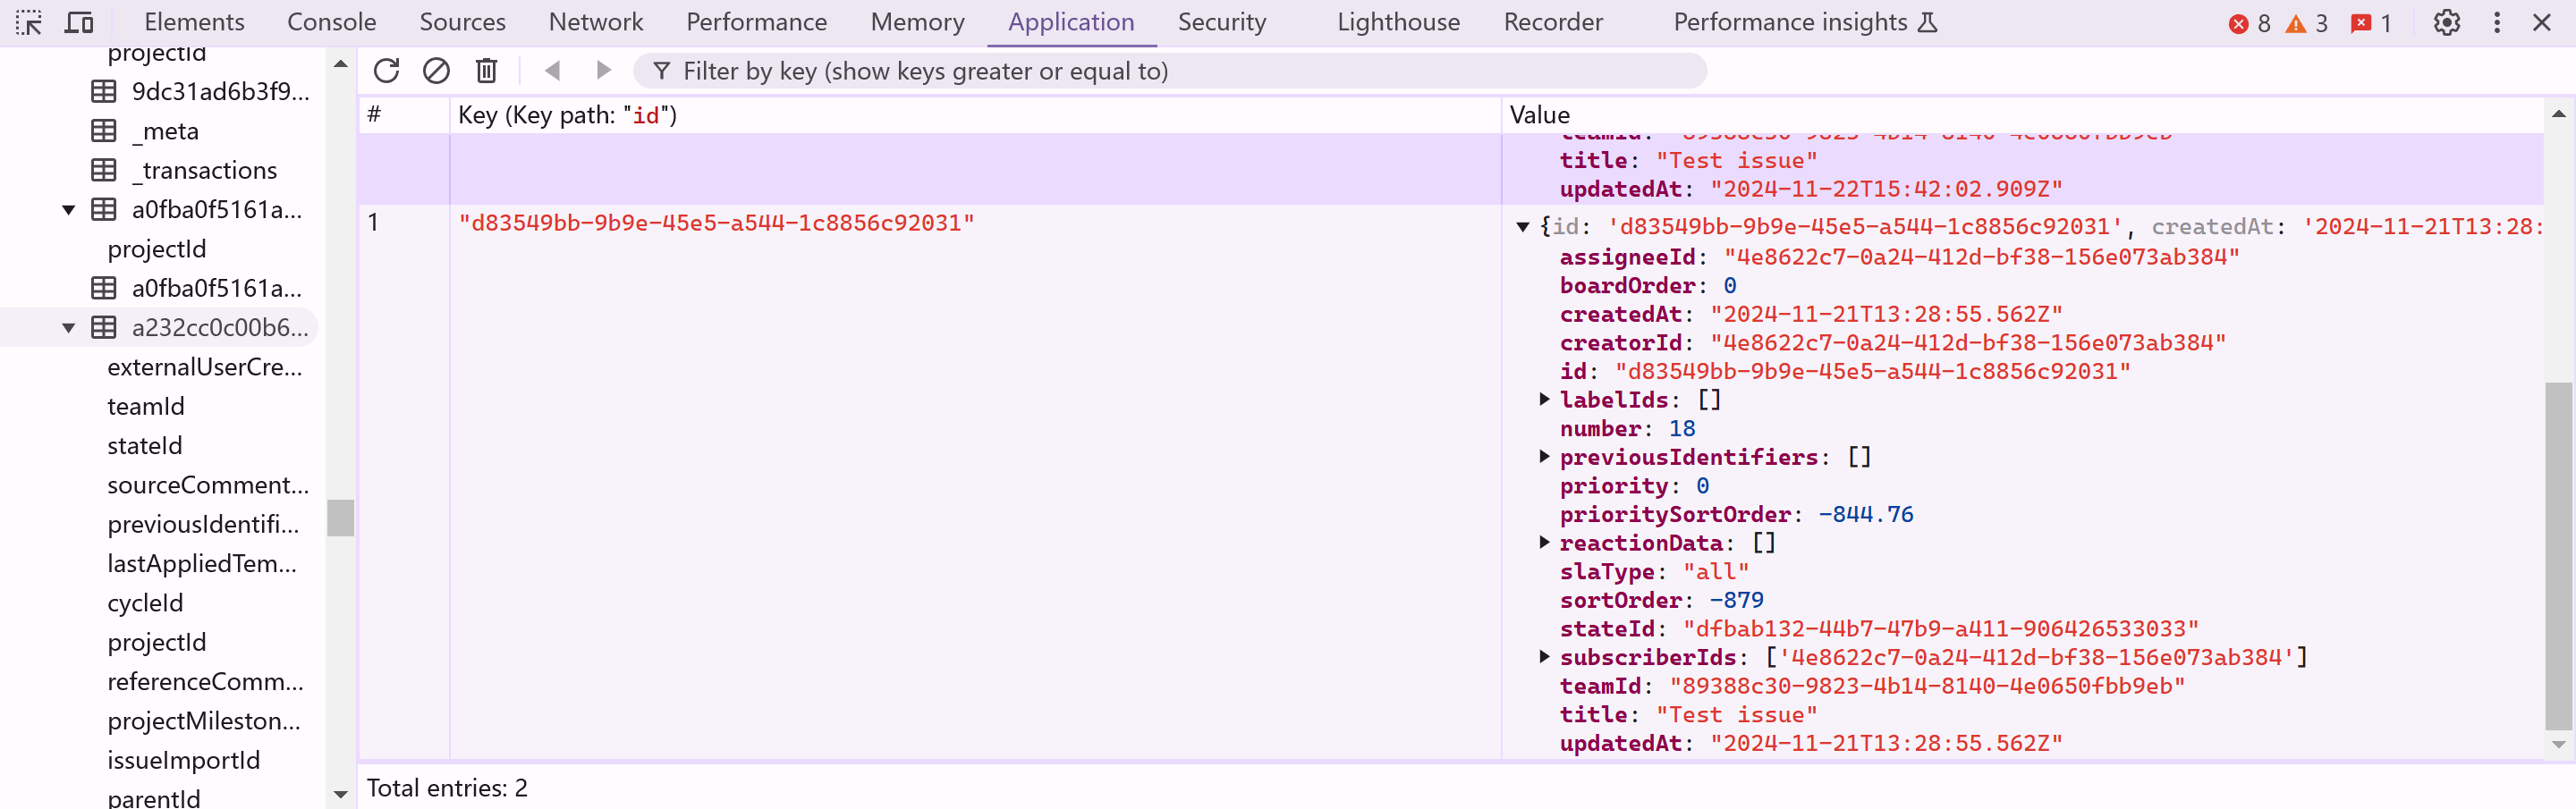 Elements Console Sources Network Performance Memory Application Security Lighthouse Recorder Performance insights 8 3 1
projectId
9dc31ad6b3f9...
_meta
_transactions
a0fba0f5161a...
projectId
a0fba0f5161a...
a232cc0c00b6...
externalUserCre...
teamId
stateId
sourceComment...
previousIdentifi...
lastAppliedTem...
cycleId
projectId
referenceComm...
projectMileston...
issueImportId
parentId
Filter by key (show keys greater or equal to)
# Key (Key path: "id") Value
teamId: "89388c30-9823-4b14-8140-4e0650fbb9eb"
title: "Test issue"
updatedAt: "2024-11-22T15:42:02.909Z"
1 "d83549bb-9b9e-45e5-a544-1c8856c92031" {id: 'd83549bb-9b9e-45e5-a544-1c8856c92031', createdAt: '2024-11-21T13:28:
assigneeId: "4e8622c7-0a24-412d-bf38-156e073ab384"
boardOrder: 0
createdAt: "2024-11-21T13:28:55.562Z"
creatorId: "4e8622c7-0a24-412d-bf38-156e073ab384"
id: "d83549bb-9b9e-45e5-a544-1c8856c92031"
labelIds: []
number: 18
previousIdentifiers: []
priority: 0
prioritySortOrder: -844.76
reactionData: []
slaType: "all"
sortOrder: -879
stateId: "dfbab132-44b7-47b9-a411-906426533033"
subscriberIds: ['4e8622c7-0a24-412d-bf38-156e073ab384']
teamId: "89388c30-9823-4b14-8140-4e0650fbb9eb"
title: "Test issue"
updatedAt: "2024-11-21T13:28:55.562Z"
Total entries: 2